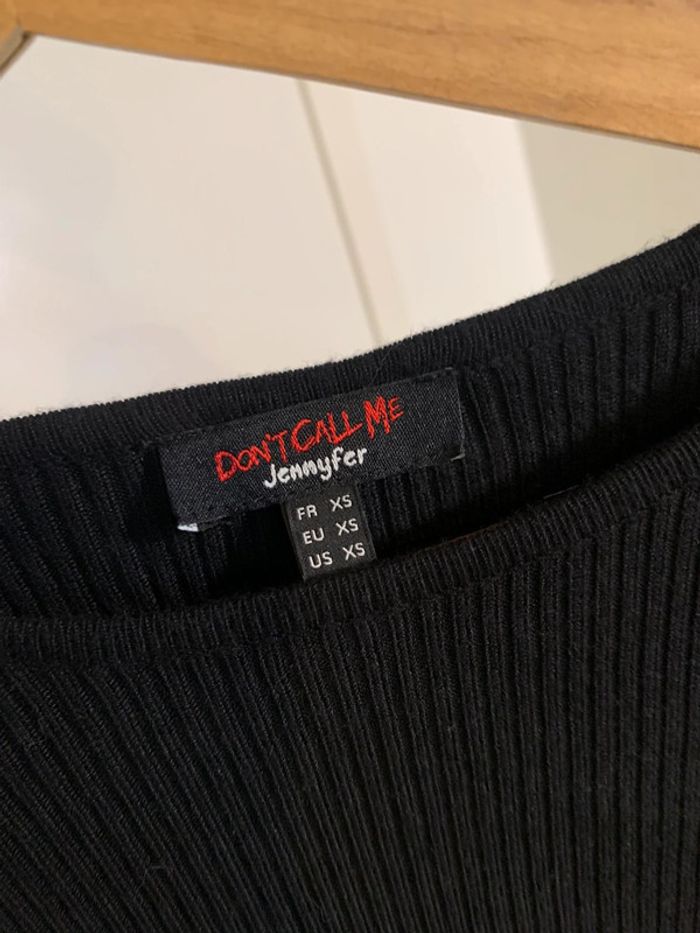 DON'T CALL ME
Jennyfer
FR XS
EU XS
US XS